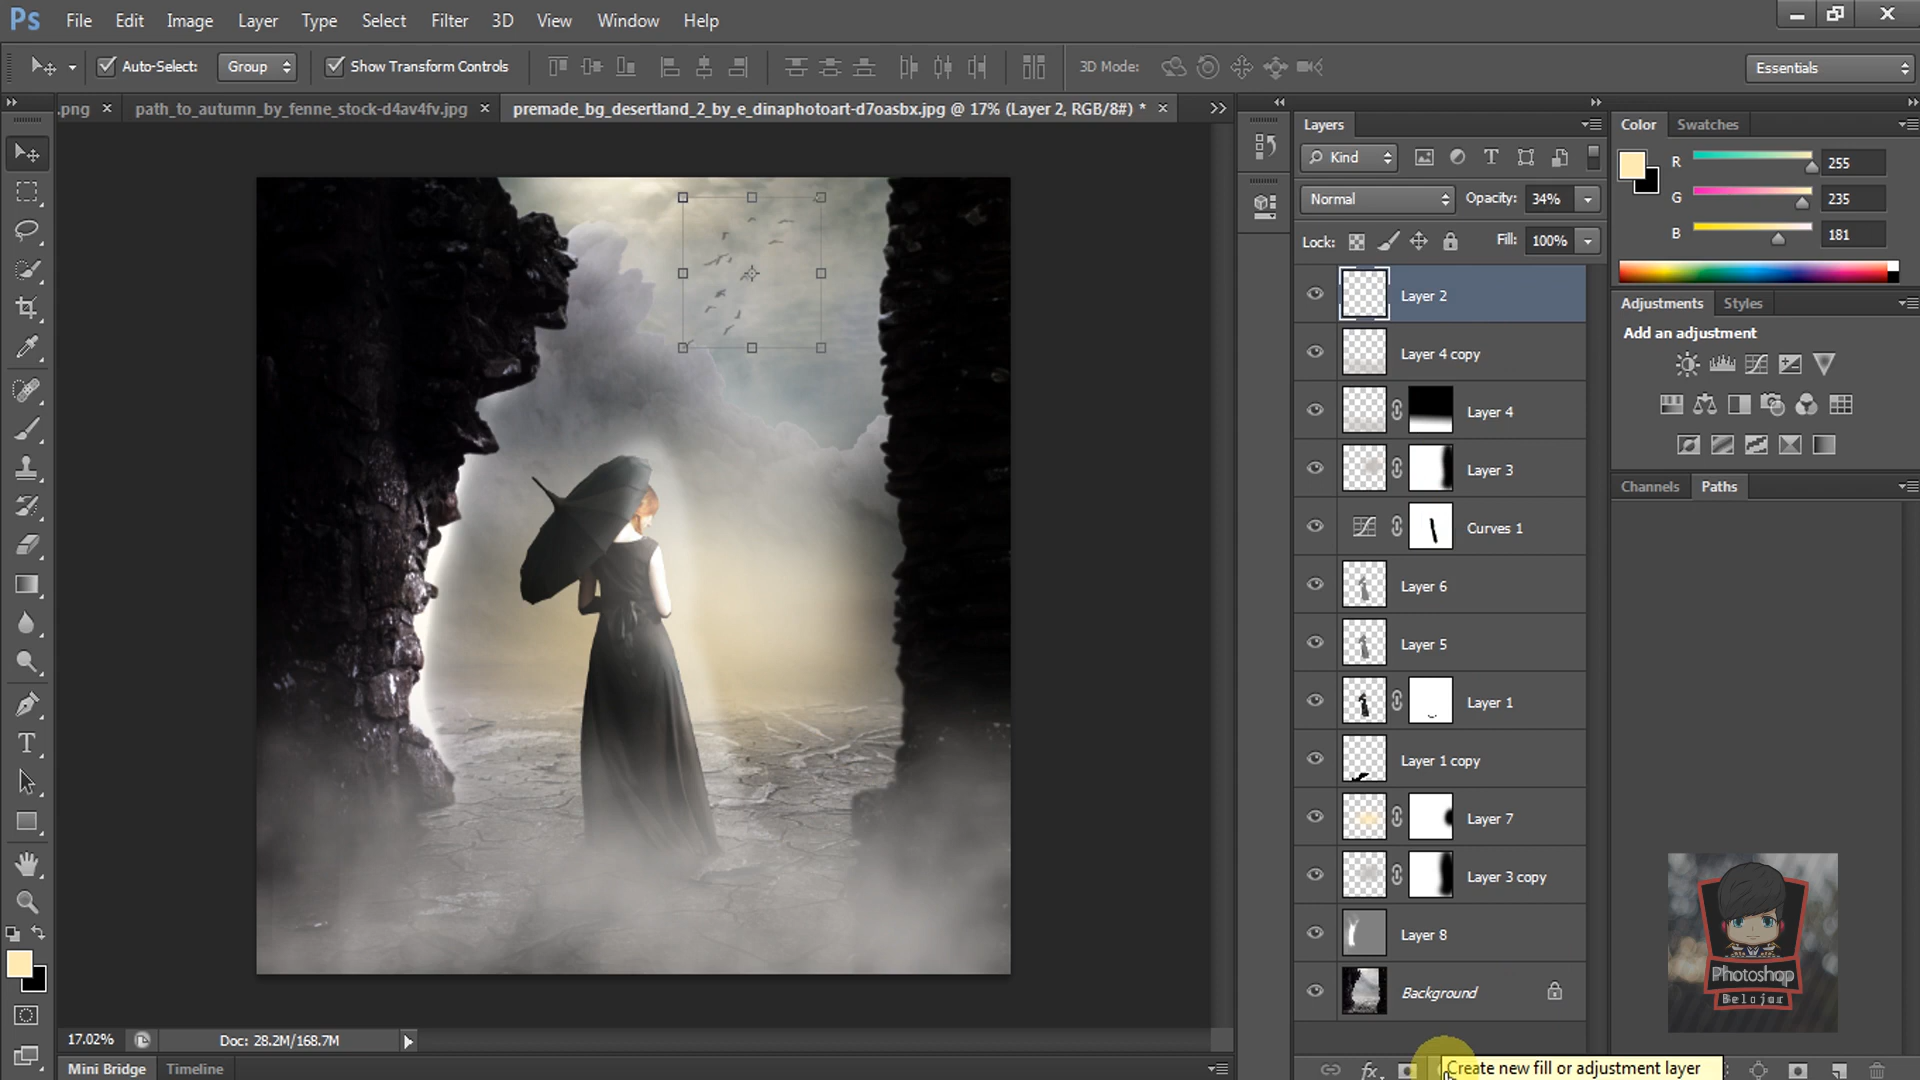 Ps File Edit Image Layer Type Select Filter 3D View Window Help
Auto-Select: Group Show Transform Controls 3D Mode: Essentials
.png path_to_autumn_by_fenne_stock-d4av4fv.jpg premade_bg_desertland_2_by_e_dinaphotoart-d7oasbx.jpg @ 17% (Layer 2, RGB/8#) *
Layers
Kind
Normal Opacity: 34%
Lock: Fill: 100%
Layer 2
Layer 4 copy
Layer 4
Layer 3
Curves 1
Layer 6
Layer 5
Layer 1
Layer 1 copy
Layer 7
Layer 3 copy
Layer 8
Background
Color Swatches
R 255
G 235
B 181
Adjustments Styles
Add an adjustment
Channels Paths
Photoshop
Belajar
17.02% Doc: 28.2M/168.7M
Mini Bridge Timeline
fx
Create new fill or adjustment layer